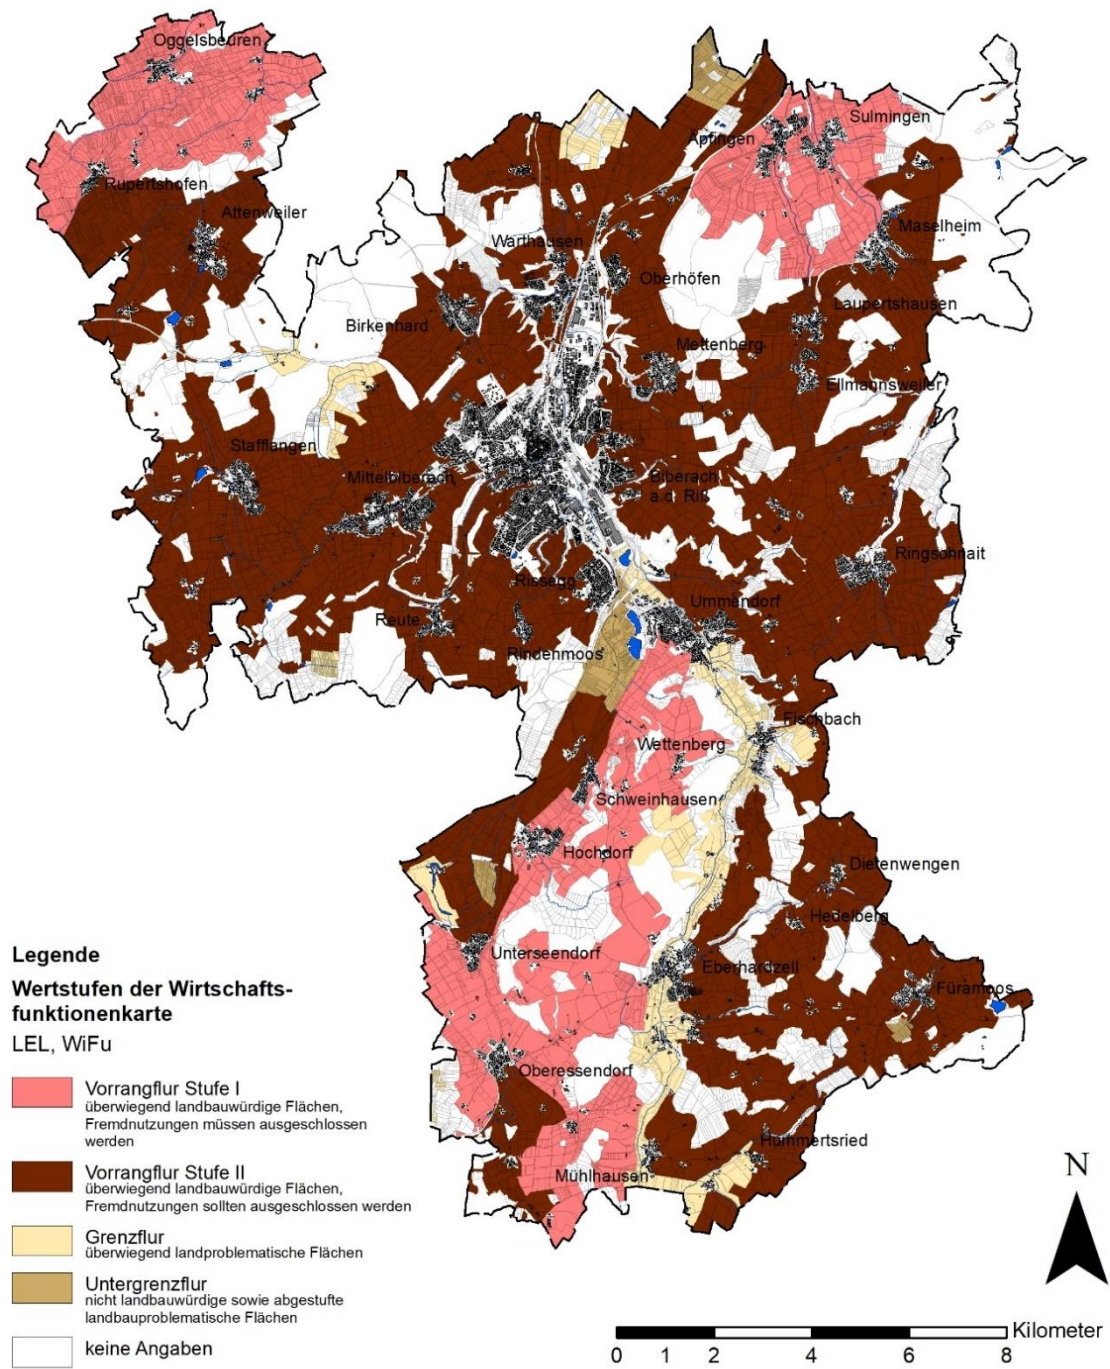 Oggelsbeuren
Sulmingen
Äpfingen
Rupertshofen
Attenweiler
Maselheim
Warthausen
Oberhöfen
Laupertshausen
Birkenhard
Mettenberg
Ellmannsweiler
Stafflangen
Mittelbiberach
Biberach
a.d. Riß
Ringschnait
Rissegg
Ummendorf
Reute
Rindenmoos
Fischbach
Wettenberg
Schweinhausen
Hochdorf
Dietenwengen
Hedelberg
Unterseendorf
Eberhardzell
Füramoos
Oberessendorf
Hummertsried
Mühlhausen
Legende
Wertstufen der Wirtschafts-
funktionenkarte
LEL, WiFu
Vorrangflur Stufe I
überwiegend landbauwürdige Flächen,
Fremdnutzungen müssen ausgeschlossen
werden
Vorrangflur Stufe II
überwiegend landbauwürdige Flächen,
Fremdnutzungen sollten ausgeschlossen werden
Grenzflur
überwiegend landproblematische Flächen
Untergrenzflur
nicht landbauwürdige sowie abgestufte
landbauproblematische Flächen
keine Angaben
N
Kilometer
0 1 2 4 6 8